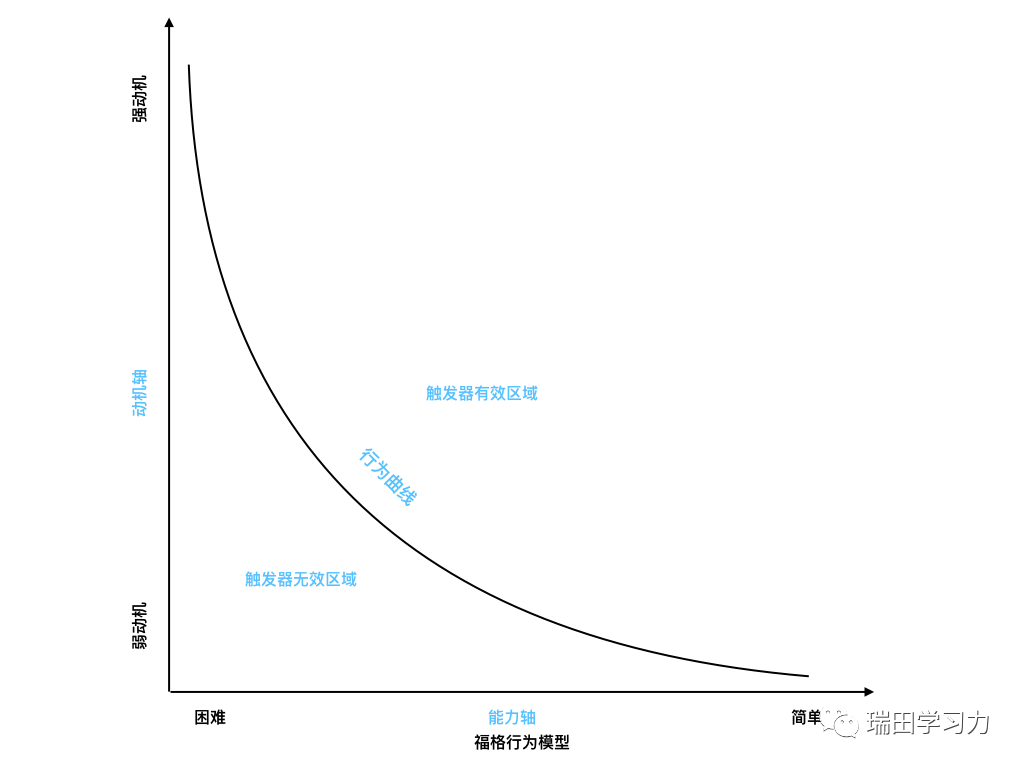 强动机
动机轴
触发器有效区域
行为曲线
触发器无效区域
弱动机
困难
能力轴
简单
福格行为模型
瑞田学习力